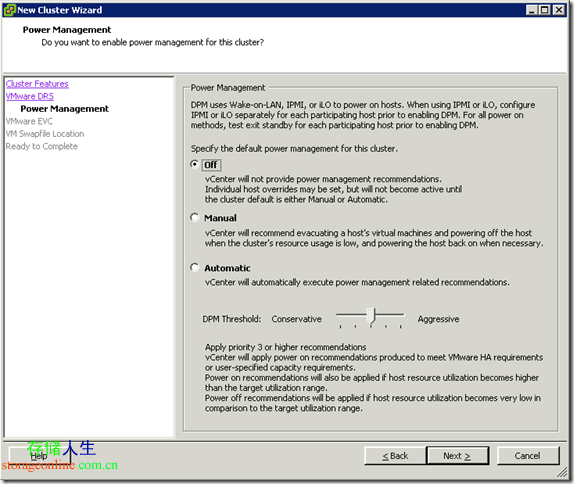 New Cluster Wizard
Power Management
Do you want to enable power management for this cluster?
Cluster Features
VMware DRS
Power Management
VMware EVC
VM Swapfile Location
Ready to Complete
Power Management
DPM uses Wake-on-LAN, IPMI, or iLO to power on hosts. When using IPMI or iLO, configure
IPMI or iLO separately for each participating host prior to enabling DPM. For all power on
methods, test exit standby for each participating host prior to enabling DPM.
Specify the default power management for this cluster.
Off
vCenter will not provide power management recommendations.
Individual host overrides may be set, but will not become active until
the cluster default is either Manual or Automatic.
Manual
vCenter will recommend evacuating a host's virtual machines and powering off the host
when the cluster's resource usage is low, and powering the host back on when necessary.
Automatic
vCenter will automatically execute power management related recommendations.
DPM Threshold: Conservative Aggressive
Apply priority 3 or higher recommendations
vCenter will apply power on recommendations produced to meet VMware HA requirements
or user-specified capacity requirements.
Power on recommendations will also be applied if host resource utilization becomes higher
than the target utilization range.
Power off recommendations will be applied if host resource utilization becomes very low in
comparison to the target utilization range.
存储人生
Help
storageonline.com.cn
< Back Next > Cancel